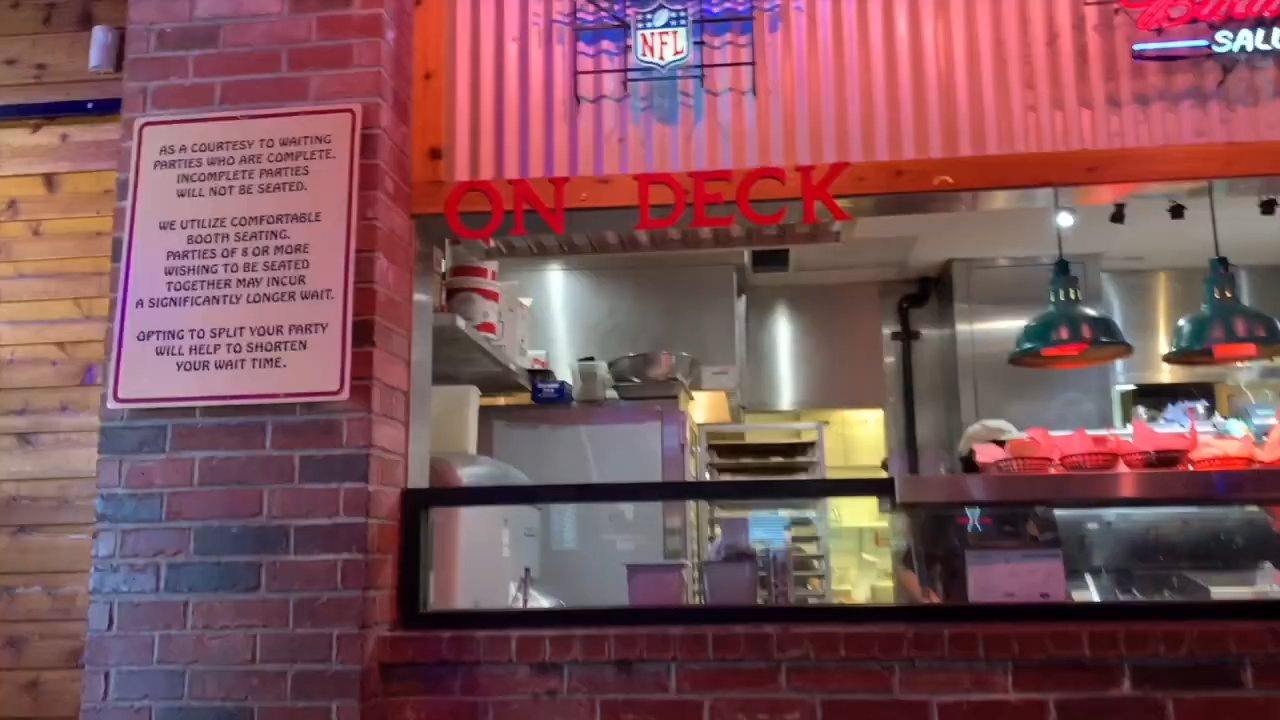 AS A COURTESY TO WAITING
PARTIES WHO ARE COMPLETE,
INCOMPLETE PARTIES
WILL NOT BE SEATED.
WE UTILIZE COMFORTABLE
BOOTH SEATING.
PARTIES OF 8 OR MORE
WISHING TO BE SEATED
TOGETHER MAY INCUR
A SIGNIFICANTLY LONGER WAIT.
OPTING TO SPLIT YOUR PARTY
WILL HELP TO SHORTEN
YOUR WAIT TIME.
NFL
ON DECK